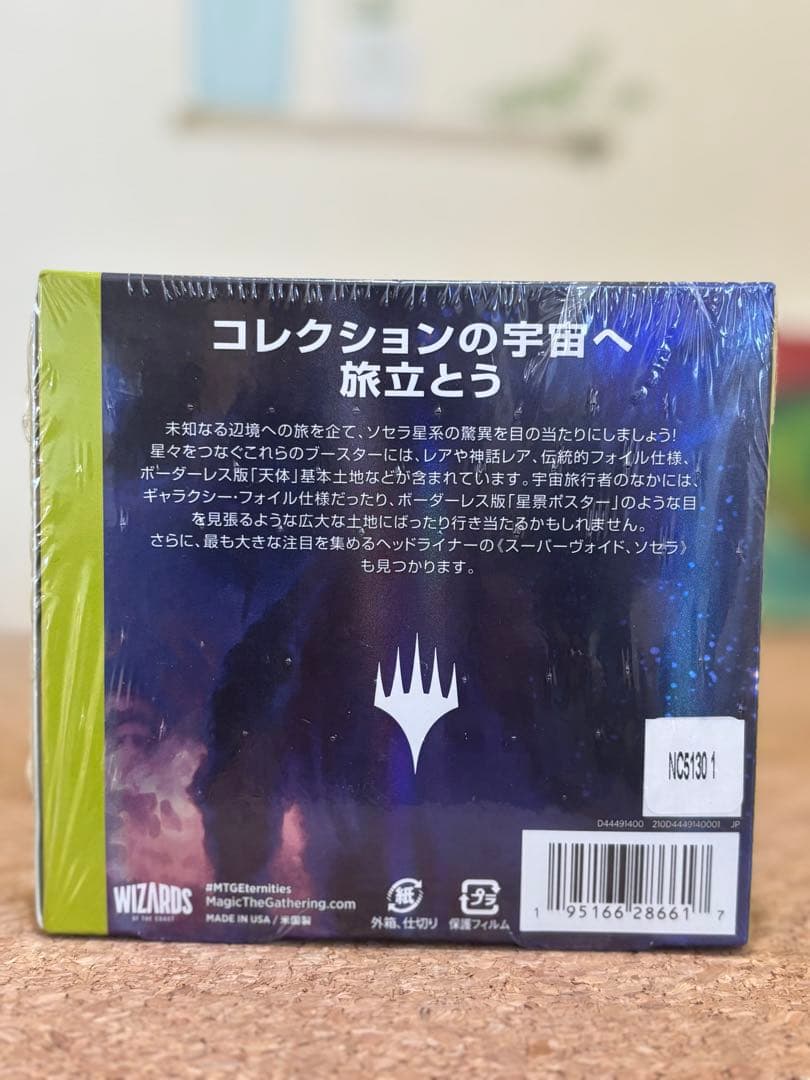 コレクションの宇宙へ
旅立とう
未知なる辺境への旅を企て、ソセラ星系の驚異を目の当たりにしましょう!
星々をつなぐこれらのブースターには、レアや神話レア、伝統的フォイル仕様、
ボーダーレス版「天体」基本土地などが含まれています。宇宙旅行者のなかには、
ギャラクシー・フォイル仕様だったり、ボーダーレス版「星景ポスター」のような目
を見張るような広大な土地にばったり行き当たるかもしれません。
さらに、最も大きな注目を集めるヘッドライナーの《スーパーヴォイド、ソセラ》
も見つかります。
NC5130 1
D44491400 210D4449140001 JP
WIZARDS
OF THE COAST
#MTGEternities
MagicTheGathering.com
MADE IN USA / 米国製
紙
外箱、仕切り
プラ
保護フィルム
1 95166 28661 7